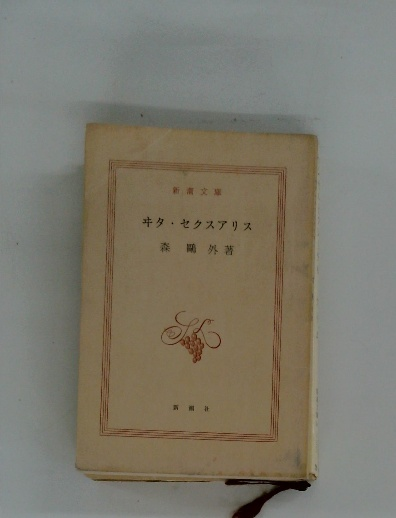 新潮文庫
ヰタ・セクスアリス
森鷗外著
新潮社